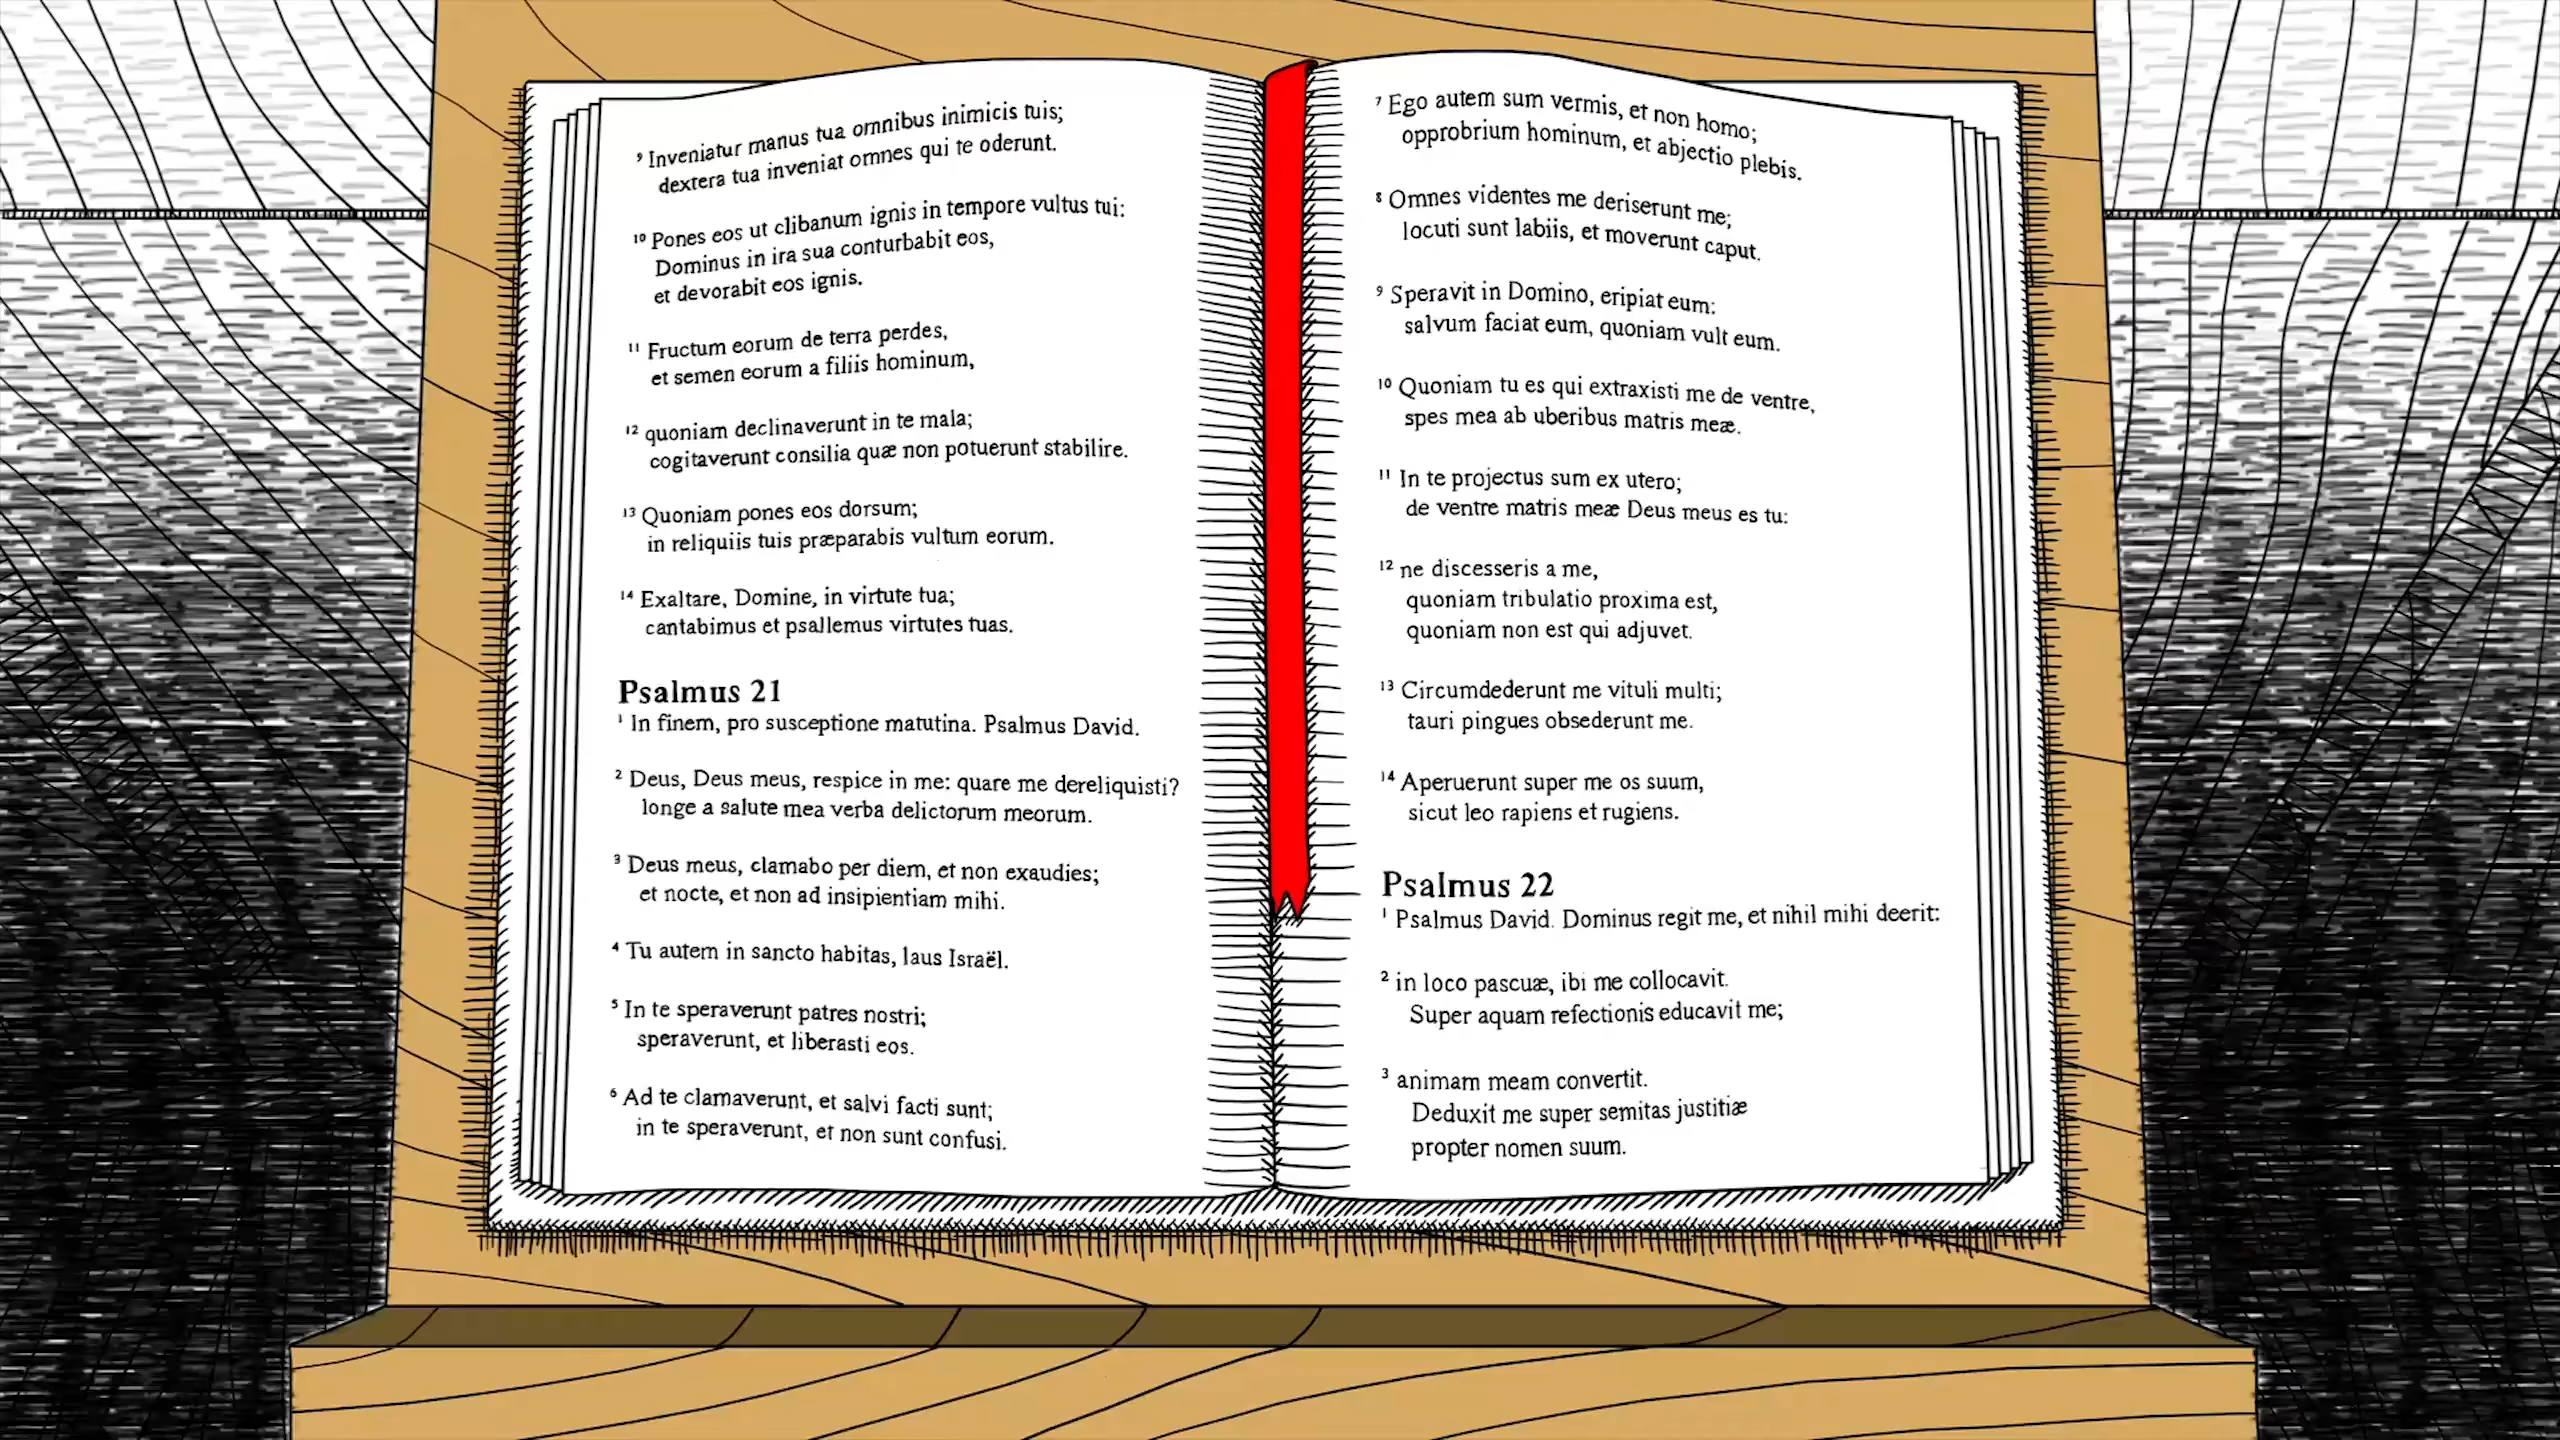 9 Inveniatur manus tua omnibus inimicis tuis;
dextera tua inveniat omnes qui te oderunt.
10 Pones eos ut clibanum ignis in tempore vultus tui:
Dominus in ira sua conturbabit eos,
et devorabit eos ignis.
11 Fructum eorum de terra perdes,
et semen eorum a filiis hominum,
12 quoniam declinaverunt in te mala;
cogitaverunt consilia quæ non potuerunt stabilire.
13 Quoniam pones eos dorsum;
in reliquiis tuis præparabis vultum eorum.
14 Exaltare, Domine, in virtute tua;
cantabimus et psallemus virtutes tuas.
Psalmus 21
1 In finem, pro susceptione matutina. Psalmus David.
2 Deus, Deus meus, respice in me: quare me dereliquisti?
longe a salute mea verba delictorum meorum.
3 Deus meus, clamabo per diem, et non exaudies;
et nocte, et non ad insipientiam mihi.
4 Tu autem in sancto habitas, laus Israël.
5 In te speraverunt patres nostri;
speraverunt, et liberasti eos.
6 Ad te clamaverunt, et salvi facti sunt;
in te speraverunt, et non sunt confusi.
7 Ego autem sum vermis, et non homo;
opprobrium hominum, et abjectio plebis.
8 Omnes videntes me deriserunt me;
locuti sunt labiis, et moverunt caput.
9 Speravit in Domino, eripiat eum:
salvum faciat eum, quoniam vult eum.
10 Quoniam tu es qui extraxisti me de ventre,
spes mea ab uberibus matris meæ.
11 In te projectus sum ex utero;
de ventre matris meæ Deus meus es tu:
12 ne discesseris a me,
quoniam tribulatio proxima est,
quoniam non est qui adjuvet.
13 Circumdederunt me vituli multi;
tauri pingues obsederunt me.
14 Aperuerunt super me os suum,
sicut leo rapiens et rugiens.
Psalmus 22
1 Psalmus David. Dominus regit me, et nihil mihi deerit:
2 in loco pascuæ, ibi me collocavit.
Super aquam refectionis educavit me;
3 animam meam convertit.
Deduxit me super semitas justitiæ
propter nomen suum.